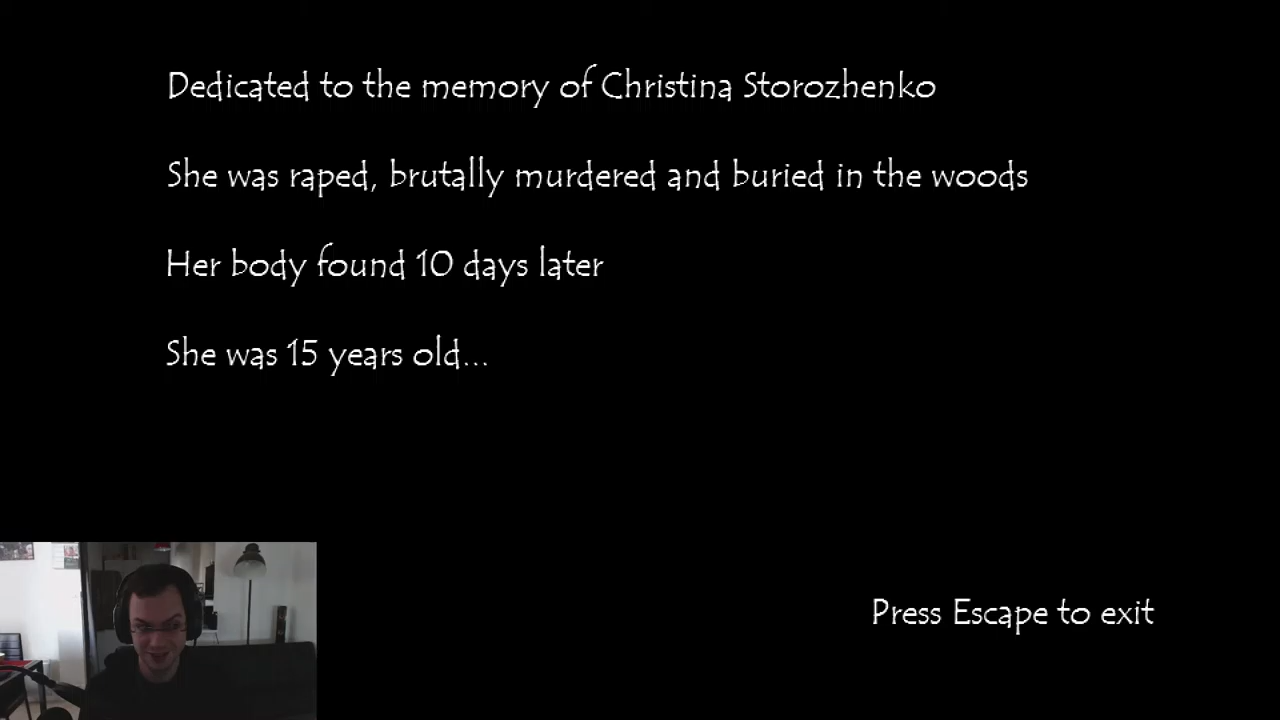 Dedicated to the memory of Christina Storozhenko
She was raped, brutally murdered and buried in the woods
Her body found 10 days later
She was 15 years old...
Press Escape to exit